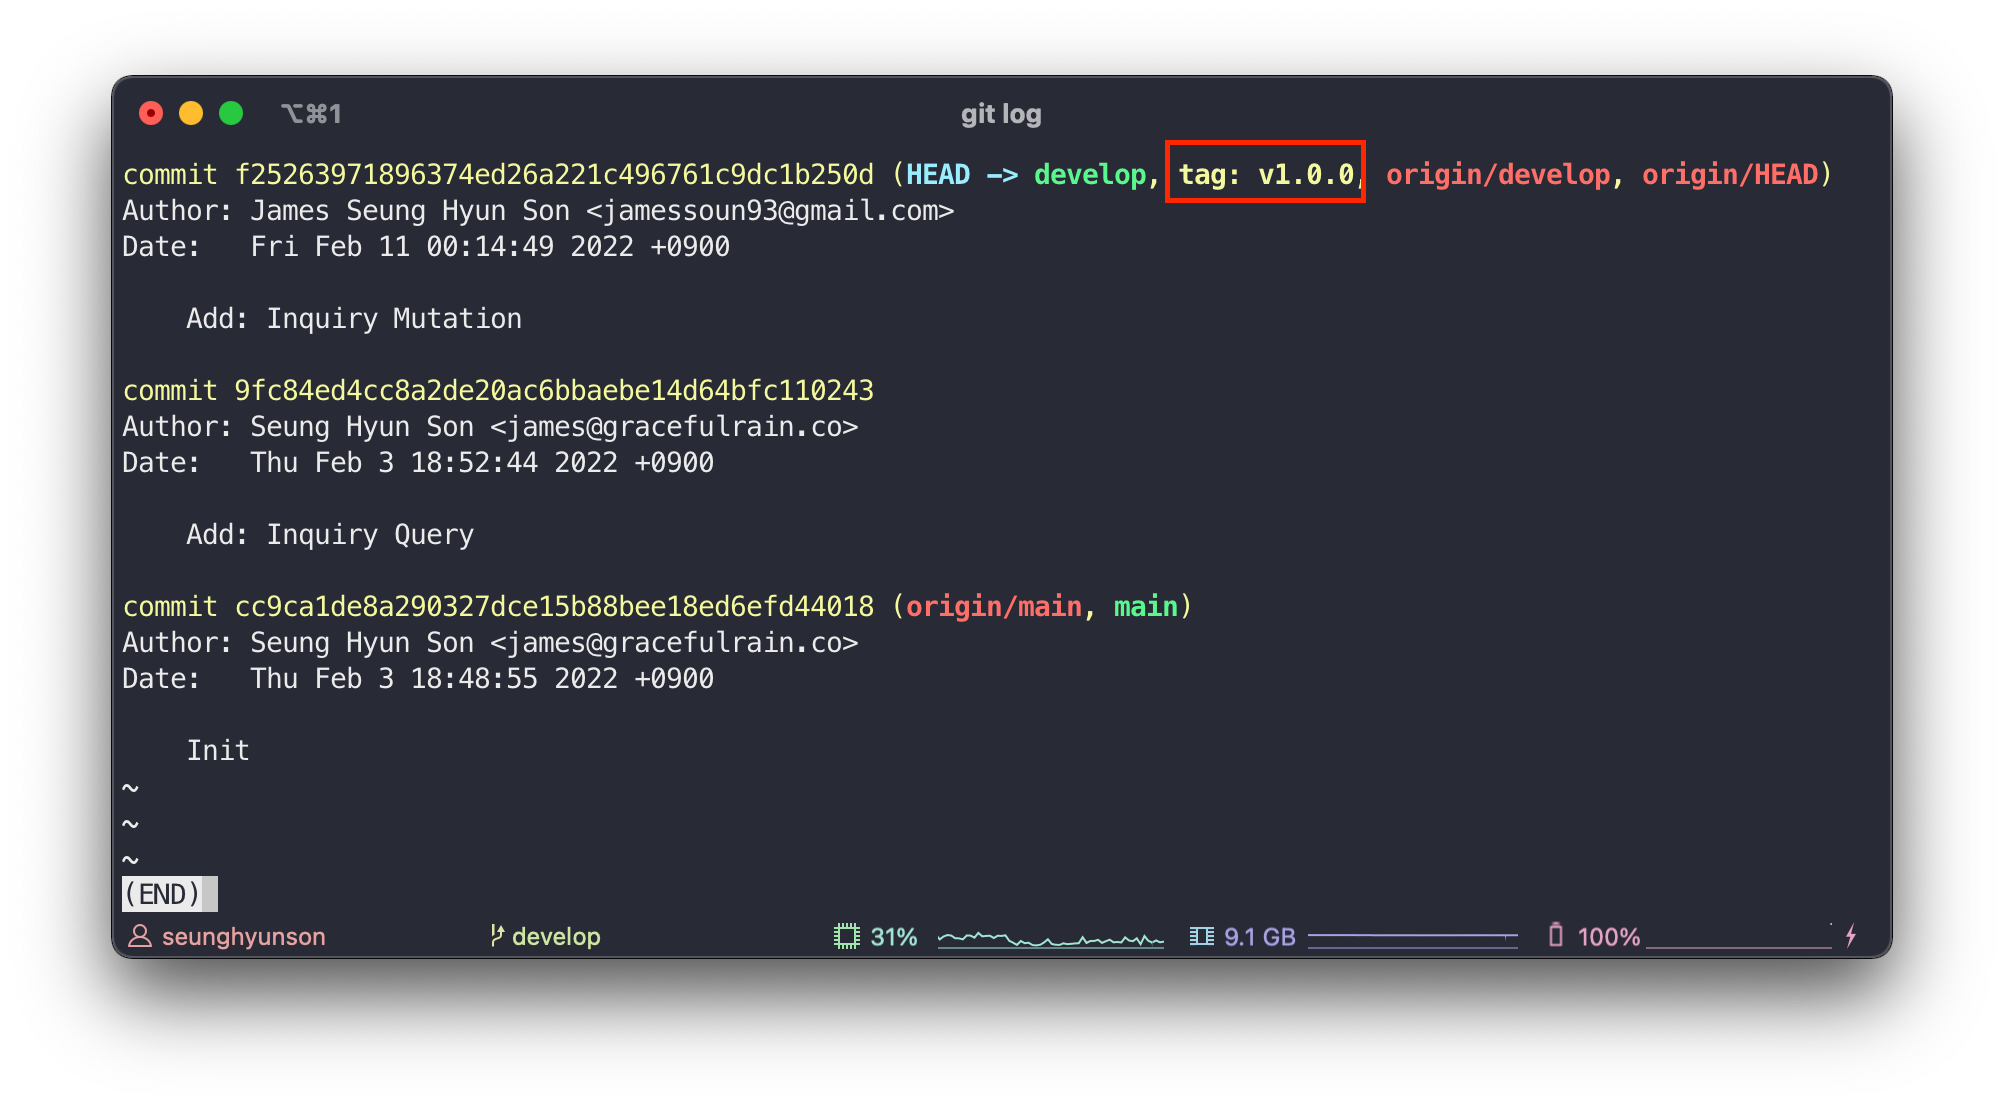 ⌥⌘1 git log
commit f25263971896374ed26a221c496761c9dc1b250d (HEAD -> develop, tag: v1.0.0, origin/develop, origin/HEAD)
Author: James Seung Hyun Son <jamessoun93@gmail.com>
Date:   Fri Feb 11 00:14:49 2022 +0900
Add: Inquiry Mutation
commit 9fc84ed4cc8a2de20ac6bbaebe14d64bfc110243
Author: Seung Hyun Son <james@gracefulrain.co>
Date:   Thu Feb 3 18:52:44 2022 +0900
Add: Inquiry Query
commit cc9ca1de8a290327dce15b88bee18ed6efd44018 (origin/main, main)
Author: Seung Hyun Son <james@gracefulrain.co>
Date:   Thu Feb 3 18:48:55 2022 +0900
Init
~
~
~
(END)
seunghyunson develop 31% 9.1 GB 100%